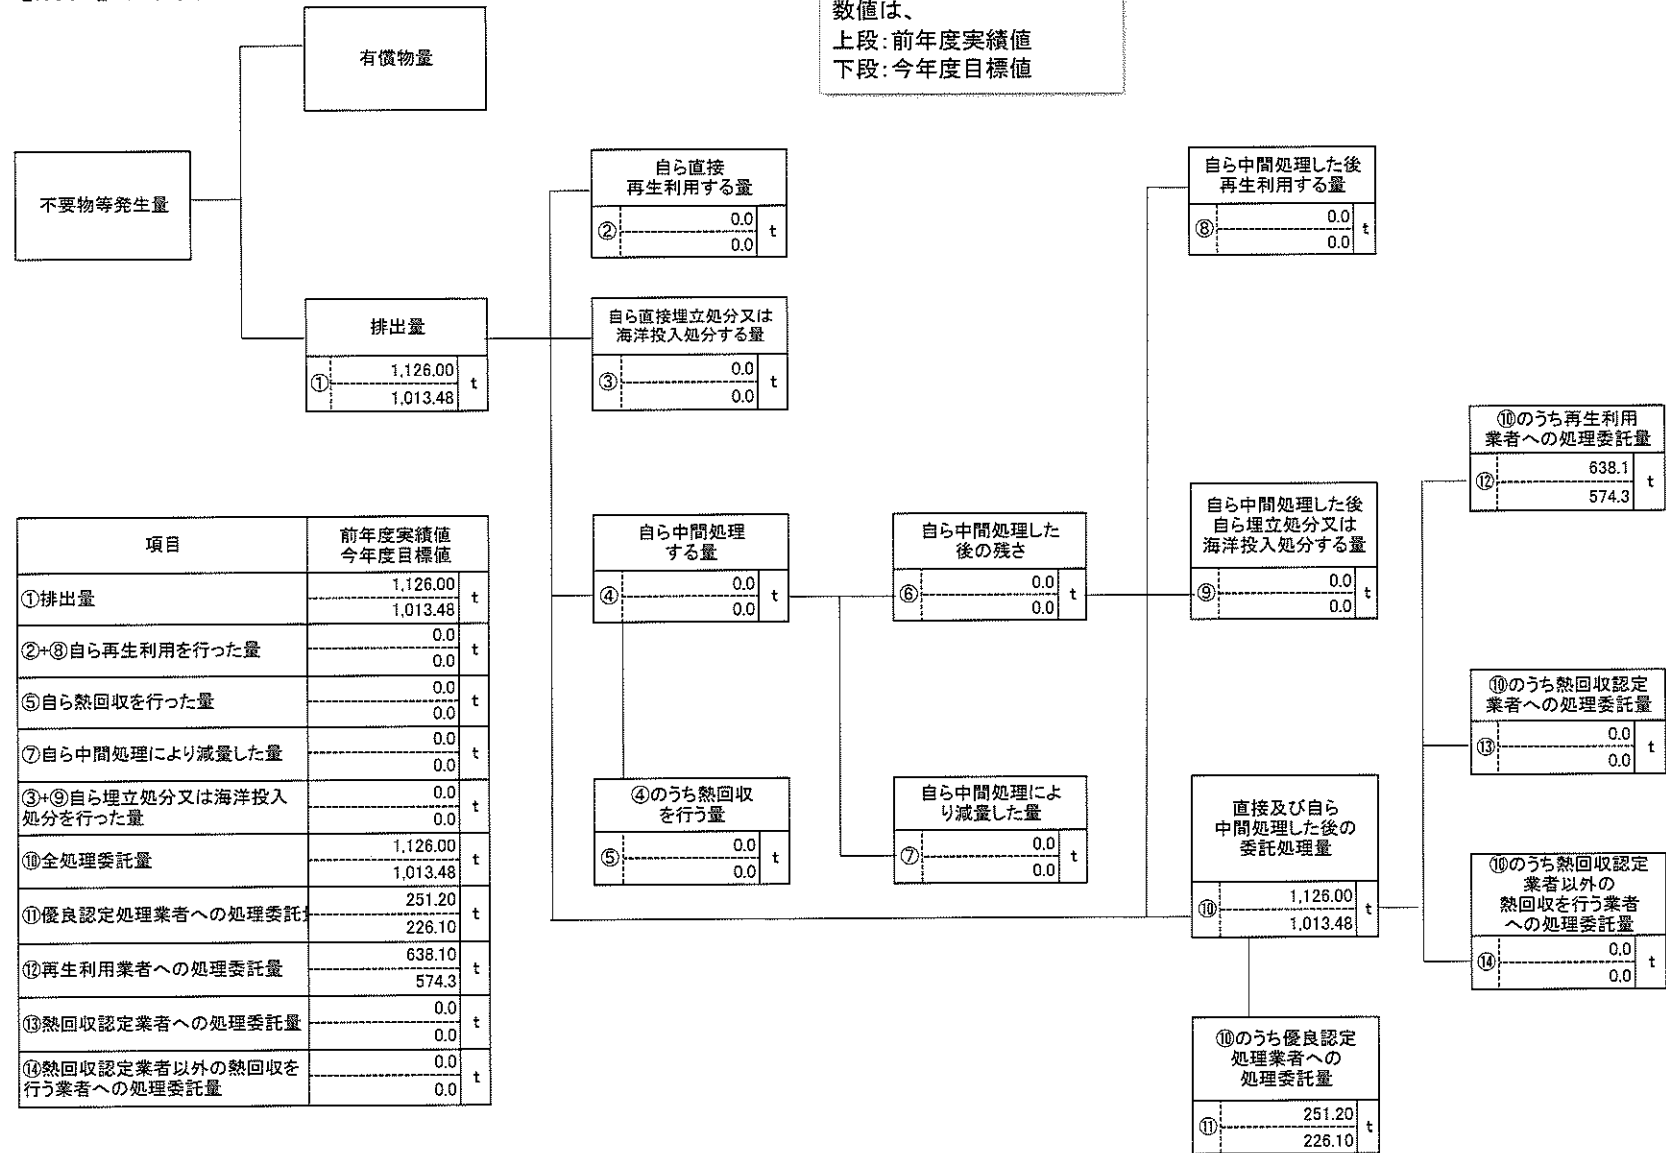 数値は、
上段:前年度実績値
下段:今年度目標値
有償物量
不要物等発生量
排出量
① 1,126.00 t
1,013.48
自ら直接
再生利用する量
② 0.0 t
0.0
自ら直接埋立処分又は
海洋投入処分する量
③ 0.0 t
0.0
自ら中間処理した後
再生利用する量
⑧ 0.0 t
0.0
自ら中間処理
する量
④ 0.0 t
0.0
自ら中間処理した
後の残さ
⑥ 0.0 t
0.0
自ら中間処理した後
自ら埋立処分又は
海洋投入処分する量
⑨ 0.0 t
0.0
④のうち熱回収
を行う量
⑤ 0.0 t
0.0
自ら中間処理によ
り減量した量
⑦ 0.0 t
0.0
直接及び自ら
中間処理した後の
委託処理量
⑩ 1,126.00 t
1,013.48
⑩のうち再生利用
業者への処理委託量
⑫ 638.1 t
574.3
⑩のうち熱回収認定
業者への処理委託量
⑬ 0.0 t
0.0
⑩のうち熱回収認定
業者以外の
熱回収を行う業者
への処理委託量
⑭ 0.0 t
0.0
⑩のうち優良認定
処理業者への
処理委託量
⑪ 251.20 t
226.10
項目 前年度実績値
今年度目標値
①排出量 1,126.00 t
1,013.48
②+⑧自ら再生利用を行った量 0.0 t
0.0
⑤自ら熱回収を行った量 0.0 t
0.0
⑦自ら中間処理により減量した量 0.0 t
0.0
③+⑨自ら埋立処分又は海洋投入
処分を行った量 0.0 t
0.0
⑩全処理委託量 1,126.00 t
1,013.48
⑪優良認定処理業者への処理委託 251.20 t
226.10
⑫再生利用業者への処理委託量 638.10 t
574.3
⑬熱回収認定業者への処理委託量 0.0 t
0.0
⑭熱回収認定業者以外の熱回収を
行う業者への処理委託量 0.0 t
0.0